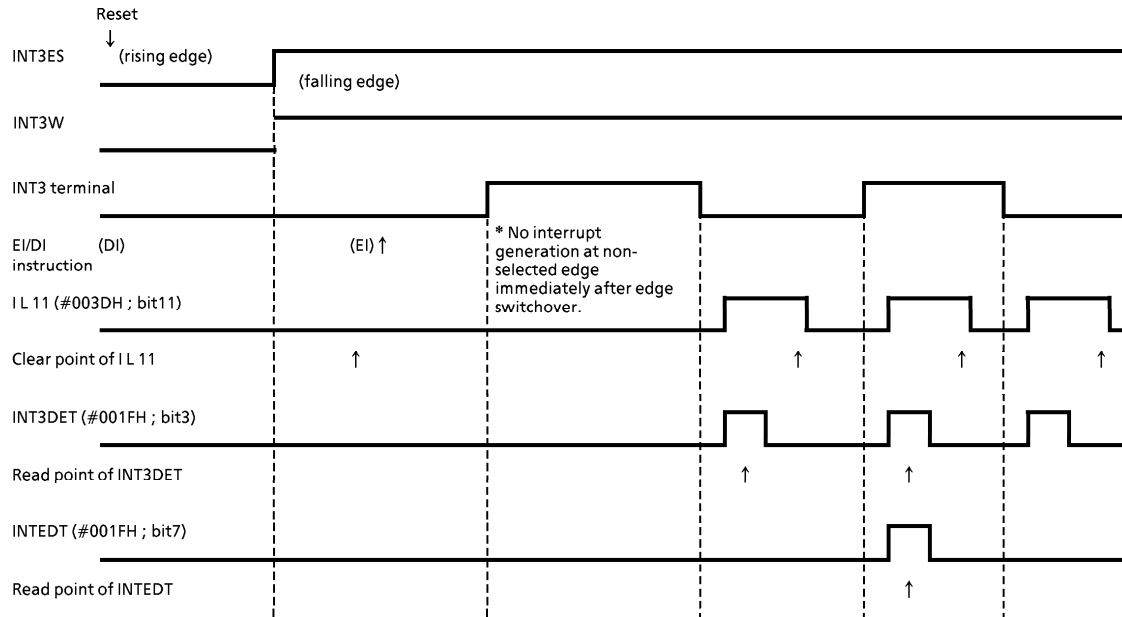 Reset
↓
INT3ES
(rising edge)
(falling edge)
INT3W
INT3 terminal
EI/DI
instruction
(DI)
(EI) ↑
* No interrupt
generation at non-
selected edge
immediately after edge
switchover.
I L 11 (#003DH ; bit11)
Clear point of I L 11
↑ ↑ ↑ ↑
INT3DET (#001FH ; bit3)
Read point of INT3DET
↑ ↑
INTEDT (#001FH ; bit7)
Read point of INTEDT
↑